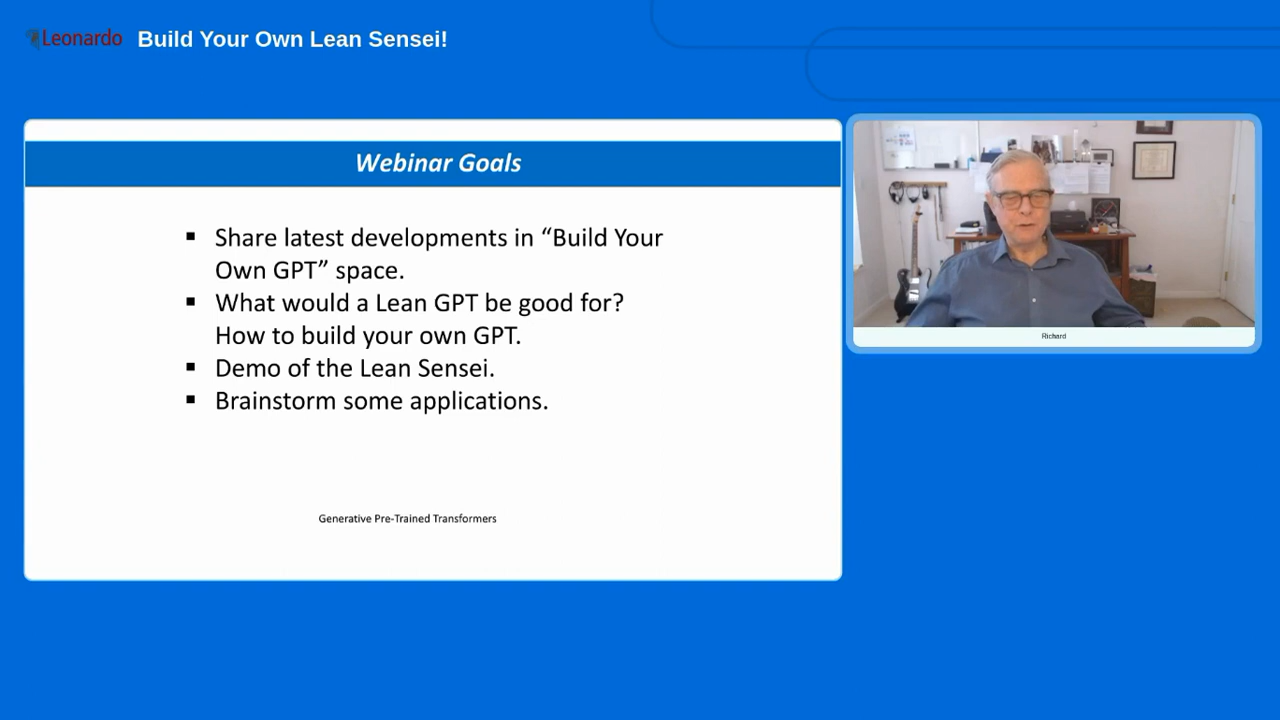 Leonardo
Build Your Own Lean Sensei!
Webinar Goals
▪ Share latest developments in “Build Your
Own GPT” space.
▪ What would a Lean GPT be good for?
How to build your own GPT.
▪ Demo of the Lean Sensei.
▪ Brainstorm some applications.
Generative Pre-Trained Transformers
Richard